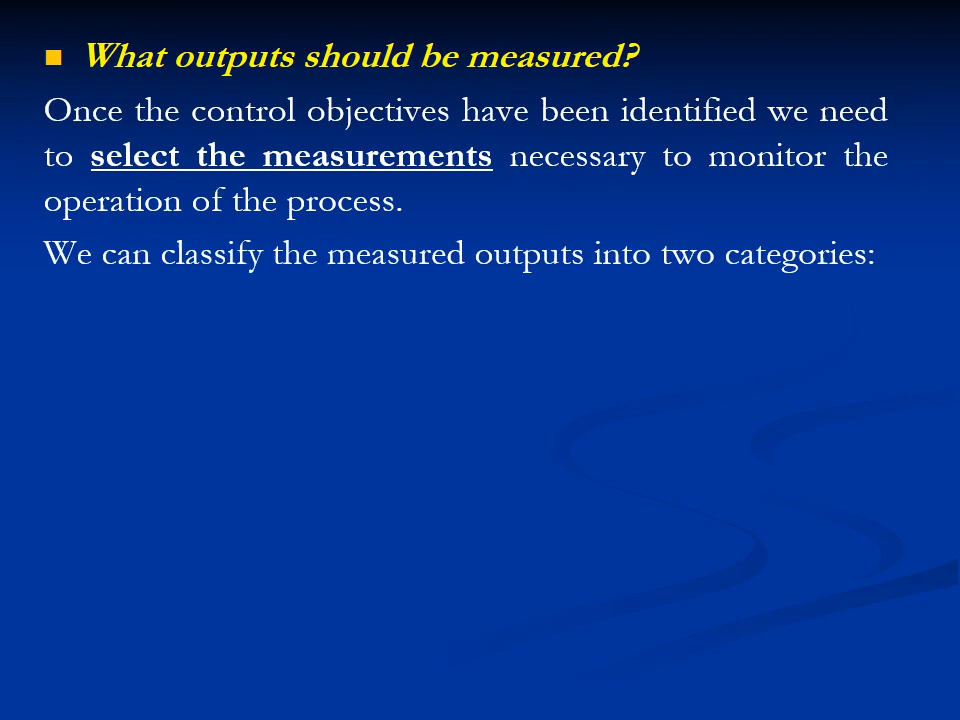 What outputs should be measured?
Once the control objectives have been identified we need
to select the measurements necessary to monitor the
operation of the process.
We can classify the measured outputs into two categories: